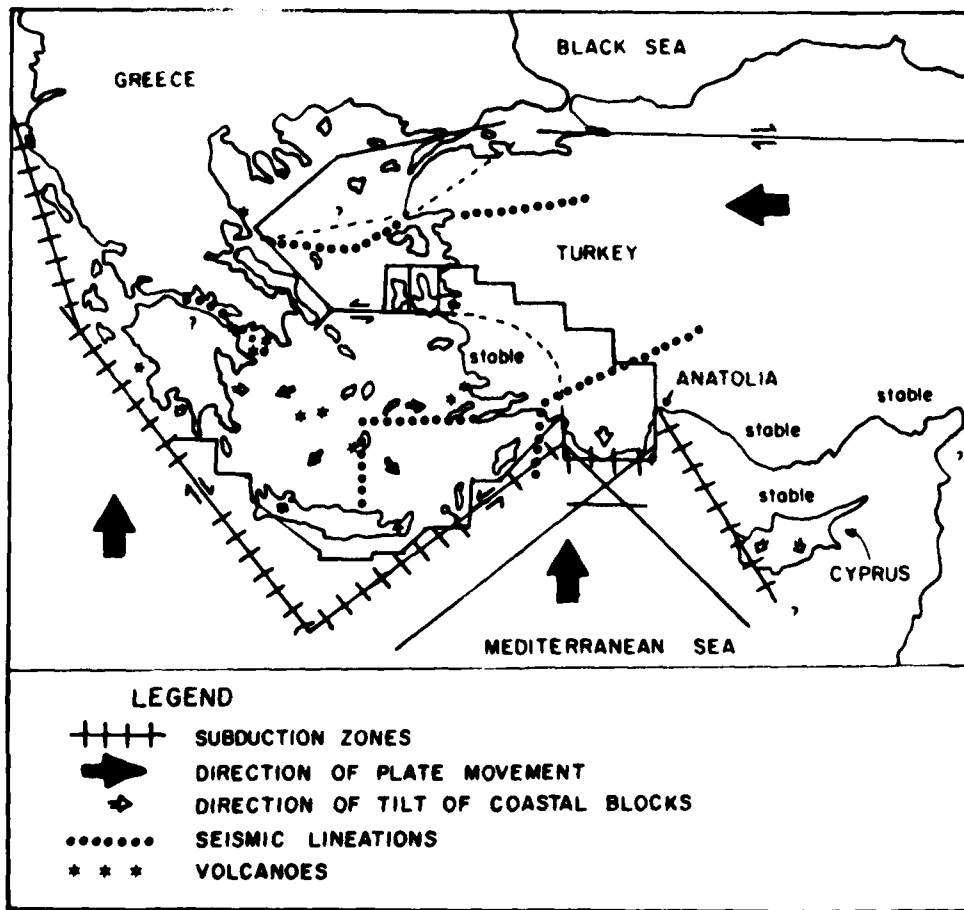 BLACK SEA
GREECE
?
TURKEY
?
stable
ANATOLIA
stable
stable
?
stable
CYPRUS
?
MEDITERRANEAN SEA
LEGEND
SUBDUCTION ZONES
DIRECTION OF PLATE MOVEMENT
DIRECTION OF TILT OF COASTAL BLOCKS
SEISMIC LINEATIONS
VOLCANOES